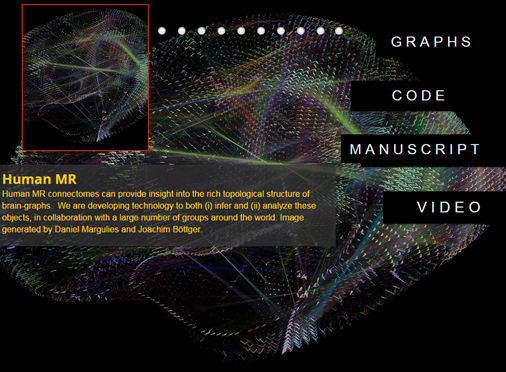 GRAPHS
CODE
MANUSCRIPT
VIDEO
Human MR
Human MR connectomes can provide insight into the rich topological structure of
brain-graphs. We are developing technology to both (i) infer and (ii) analyze these
objects, in collaboration with a large number of groups around the world. Image
generated by Daniel Margulies and Joachim Böttger.